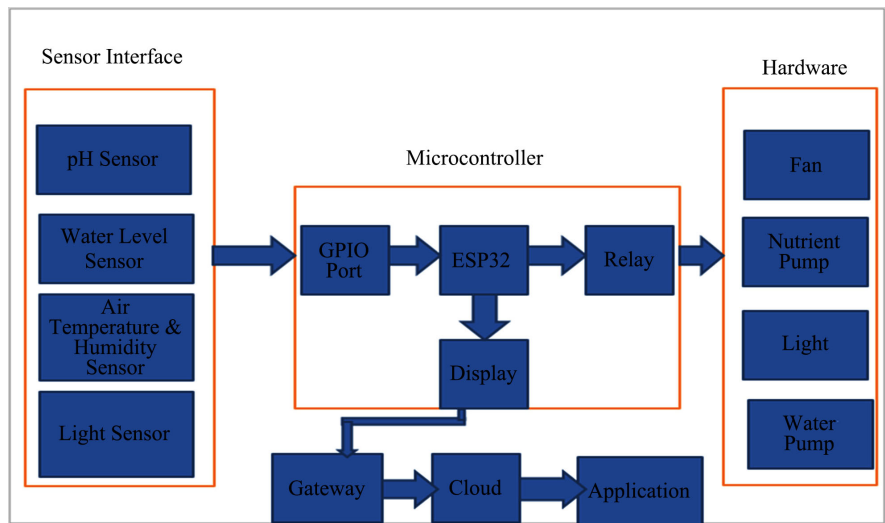 Sensor Interface
pH Sensor
Water Level
Sensor
Air
Temperature &
Humidity
Sensor
Light Sensor
Microcontroller
GPIO
Port
ESP32
Relay
Display
Gateway
Cloud
Application
Hardware
Fan
Nutrient
Pump
Light
Water
Pump